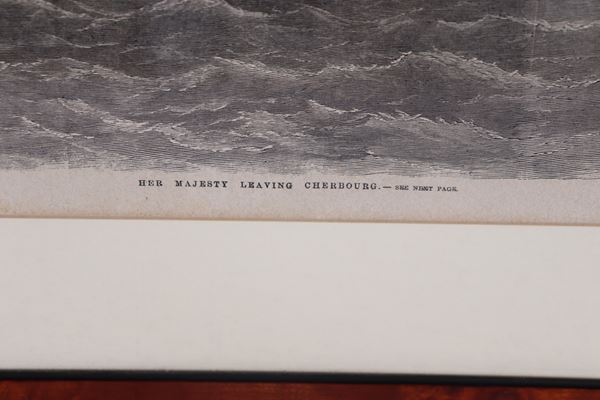 HER MAJESTY LEAVING CHERBOURG.— SEE NEXT PAGE.